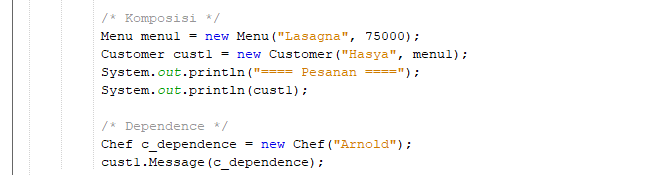 /* Komposisi */
Menu menu1 = new Menu("Lasagna", 75000);
Customer cust1 = new Customer("Hasya", menu1);
System.out.println("==== Pesanan ====");
System.out.println(cust1);
/* Dependence */
Chef c_dependence = new Chef("Arnold");
cust1.Message(c_dependence);